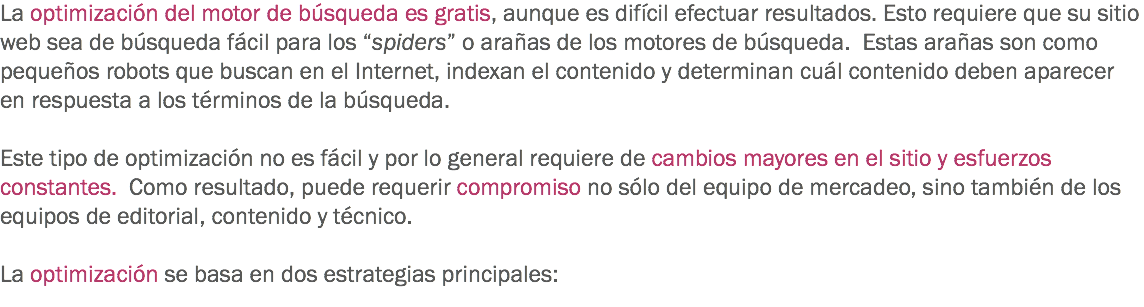 La optimización del motor de búsqueda es gratis, aunque es difícil efectuar resultados. Esto requiere que su sitio
web sea de búsqueda fácil para los “spiders” o arañas de los motores de búsqueda.  Estas arañas son como
pequeños robots que buscan en el Internet, indexan el contenido y determinan cuál contenido deben aparecer
en respuesta a los términos de la búsqueda.

Este tipo de optimización no es fácil y por lo general requiere de cambios mayores en el sitio y esfuerzos
constantes.  Como resultado, puede requerir compromiso no sólo del equipo de mercadeo, sino también de los
equipos de editorial, contenido y técnico.

La optimización se basa en dos estrategias principales: